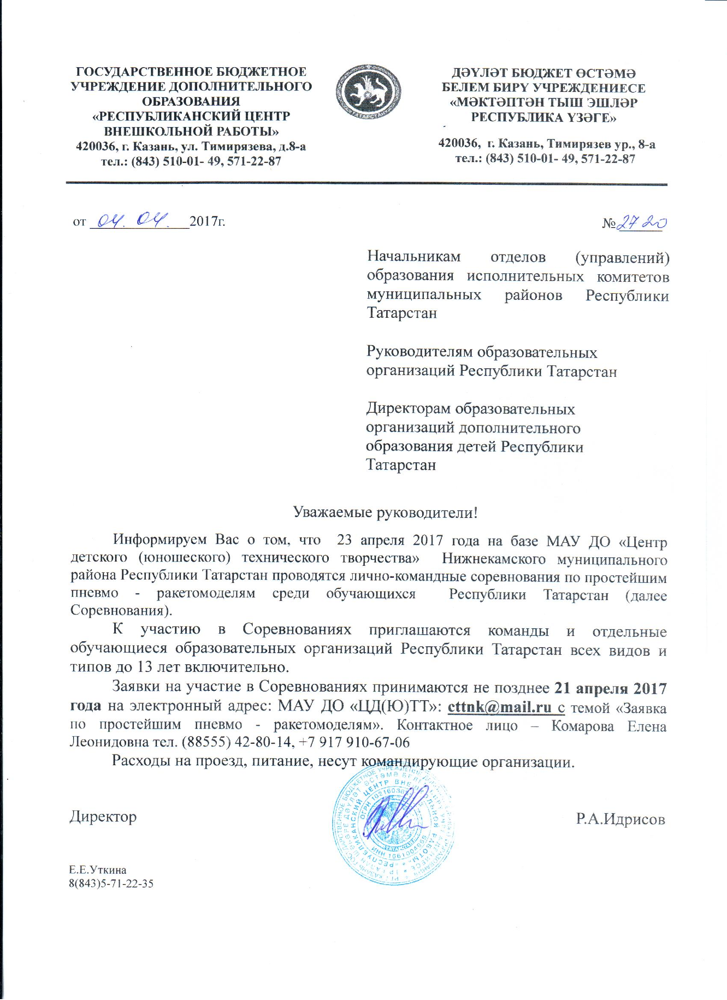 ГОСУДАРСТВЕННОЕ БЮДЖЕТНОЕ
УЧРЕЖДЕНИЕ ДОПОЛНИТЕЛЬНОГО
ОБРАЗОВАНИЯ
«РЕСПУБЛИКАНСКИЙ ЦЕНТР
ВНЕШКОЛЬНОЙ РАБОТЫ»
420036, г. Казань, ул. Тимирязева, д.8-а
тел.: (843) 510-01- 49, 571-22-87
ТАТАРСТАН
ДӘҮЛӘТ БЮДЖЕТ ӨСТӘМӘ
БЕЛЕМ БИРҮ УЧРЕЖДЕНИЕСЕ
«МӘКТӘПТӘН ТЫШ ЭШЛӘР
РЕСПУБЛИКА ҮЗӘГЕ»
420036, г. Казань, Тимирязев ур., 8-а
тел.: (843) 510-01- 49, 571-22-87
от 04. 04. 2017г.
№ 2720
Начальникам отделов (управлений)
образования исполнительных комитетов
муниципальных районов Республики
Татарстан
Руководителям образовательных
организаций Республики Татарстан
Директорам образовательных
организаций дополнительного
образования детей Республики
Татарстан
Уважаемые руководители!
Информируем Вас о том, что 23 апреля 2017 года на базе МАУ ДО «Центр
детского (юношеского) технического творчества» Нижнекамского муниципального
района Республики Татарстан проводятся лично-командные соревнования по простейшим
пневмо - ракетомоделям среди обучающихся Республики Татарстан (далее
Соревнования).
К участию в Соревнованиях приглашаются команды и отдельные
обучающиеся образовательных организаций Республики Татарстан всех видов и
типов до 13 лет включительно.
Заявки на участие в Соревнованиях принимаются не позднее 21 апреля 2017
года на электронный адрес: МАУ ДО «ЦД(Ю)ТТ»: cttnk@mail.ru с темой «Заявка
по простейшим пневмо - ракетомоделям». Контактное лицо – Комарова Елена
Леонидовна тел. (88555) 42-80-14, +7 917 910-67-06
Расходы на проезд, питание, несут командирующие организации.
Директор
Р.А.Идрисов
Е.Е.Уткина
8(843)5-71-22-35